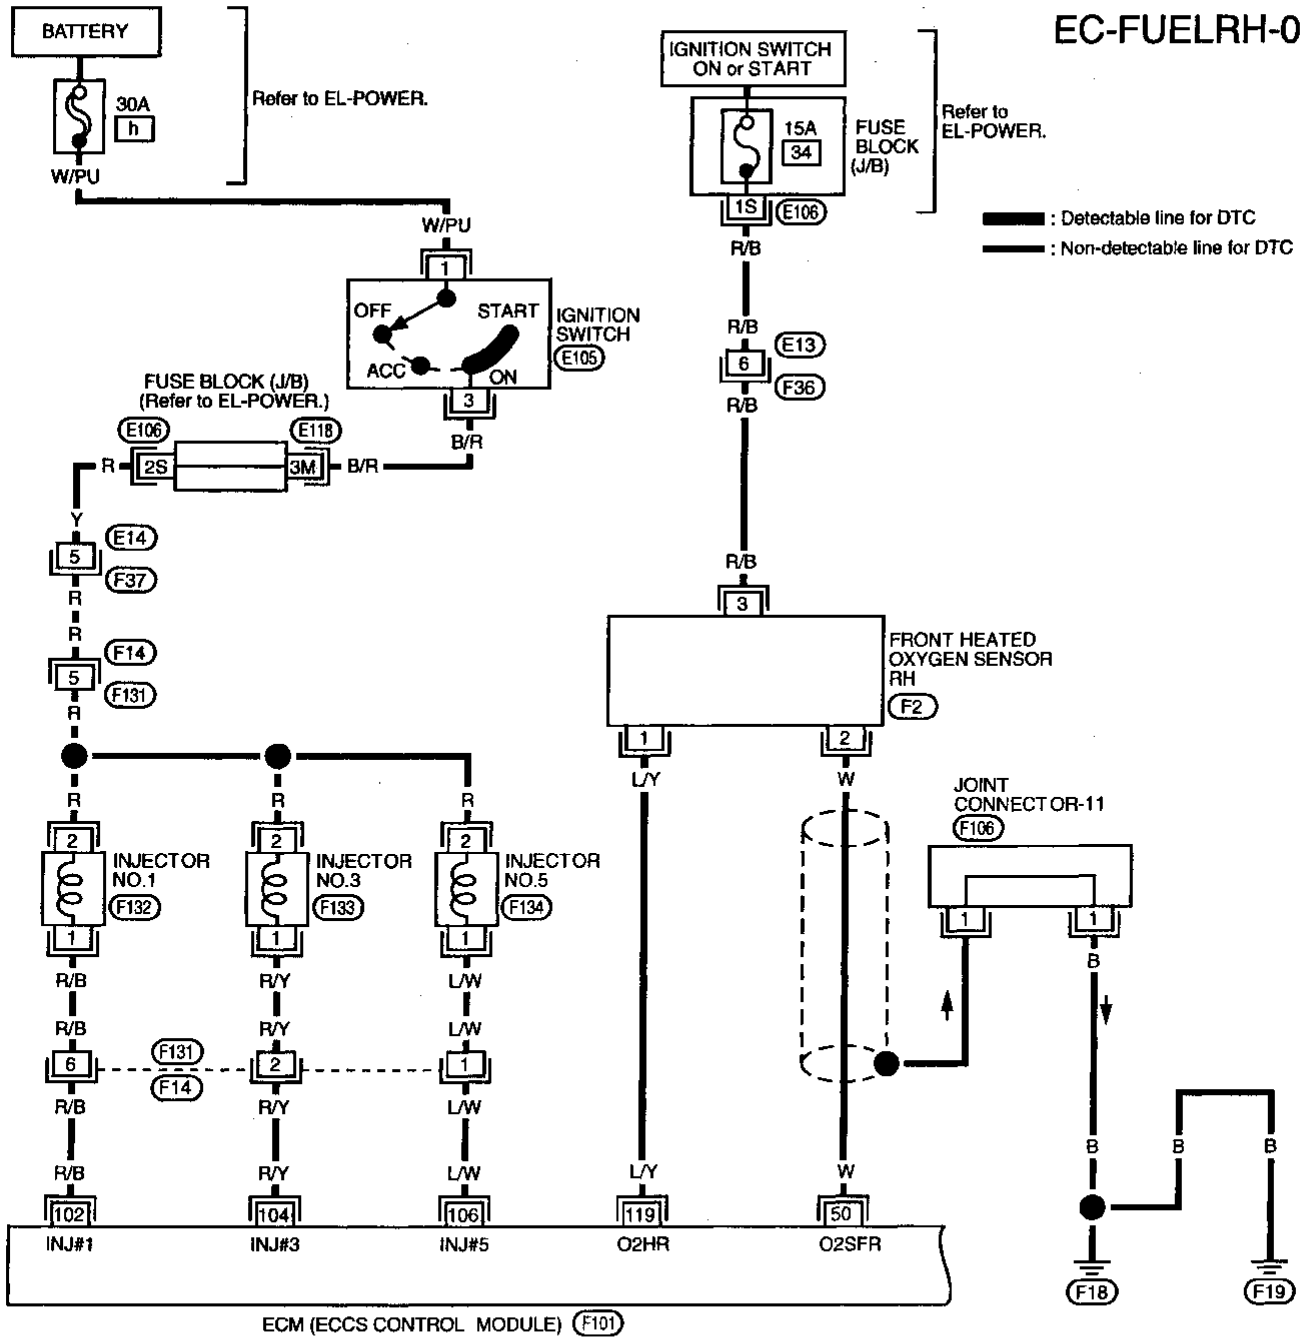 EC-FUELRH-0
BATTERY
30A
h
Refer to EL-POWER.
W/PU
W/PU
1
OFF
START
ACC
ON
IGNITION
SWITCH
E105
3
B/R
FUSE BLOCK (J/B)
(Refer to EL-POWER.)
E106
E118
R
2S
3M
B/R
Y
E14
5
F37
R
R
F14
5
F131
R
R
R
R
2
2
2
INJECTOR
NO.1
F132
INJECTOR
NO.3
F133
INJECTOR
NO.5
F134
1
1
1
R/B
R/Y
L/W
R/B
R/Y
L/W
6
F131
F14
2
1
R/B
R/Y
L/W
R/B
R/Y
L/W
IGNITION SWITCH
ON or START
15A
34
FUSE
BLOCK
(J/B)
Refer to
EL-POWER.
1S
E106
R/B
: Detectable line for DTC
: Non-detectable line for DTC
R/B
E13
6
F36
R/B
R/B
3
FRONT HEATED
OXYGEN SENSOR
RH
F2
1
2
L/Y
W
JOINT
CONNECTOR-11
F106
1
1
B
L/Y
W
B
B
B
102
104
106
119
50
INJ#1
INJ#3
INJ#5
O2HR
O2SFR
F18
F19
ECM (ECCS CONTROL MODULE)
F101